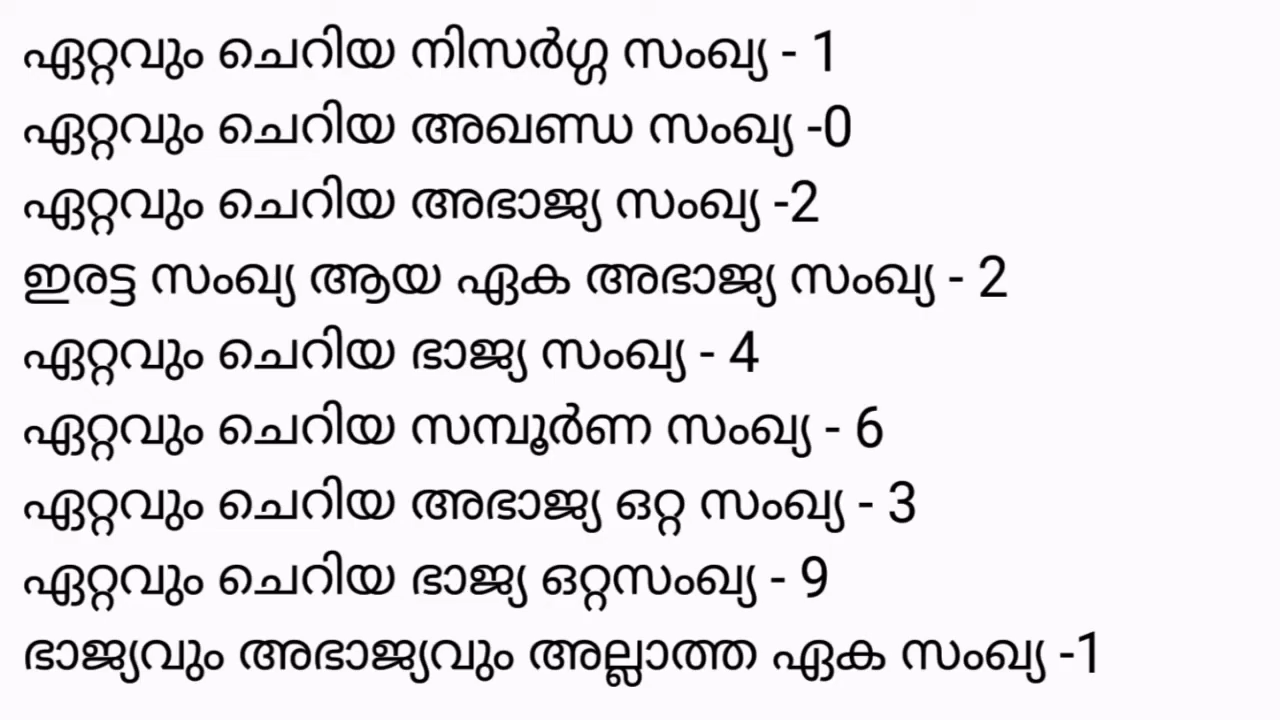 ഏറ്റവും ചെറിയ നിസർഗ്ഗ സംഖ്യ - 1
ഏറ്റവും ചെറിയ അഖണ്ഡ സംഖ്യ -0
ഏറ്റവും ചെറിയ അഭാജ്യ സംഖ്യ -2
ഇരട്ട സംഖ്യ ആയ ഏക അഭാജ്യ സംഖ്യ - 2
ഏറ്റവും ചെറിയ ഭാജ്യ സംഖ്യ - 4
ഏറ്റവും ചെറിയ സമ്പൂർണ സംഖ്യ - 6
ഏറ്റവും ചെറിയ അഭാജ്യ ഒറ്റ സംഖ്യ - 3
ഏറ്റവും ചെറിയ ഭാജ്യ ഒറ്റസംഖ്യ - 9
ഭാജ്യവും അഭാജ്യവും അല്ലാത്ത ഏക സംഖ്യ -1